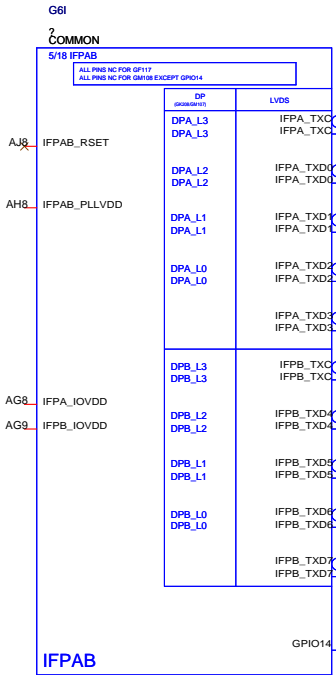 G6I
?
COMMON
5/18 IFPAB
ALL PINS NC FOR GF117
ALL PINS NC FOR GM108 EXCEPT GPIO14
DP
(GK208/GM107)
LVDS
DPA_L3 IFPA_TXC
DPA_L3 IFPA_TXC
AJ8 IFPAB_RSET
DPA_L2 IFPA_TXD0
DPA_L2 IFPA_TXD0
AH8 IFPAB_PLLVDD
DPA_L1 IFPA_TXD1
DPA_L1 IFPA_TXD1
DPA_L0 IFPA_TXD2
DPA_L0 IFPA_TXD2
IFPA_TXD3
IFPA_TXD3
DPB_L3 IFPB_TXC
DPB_L3 IFPB_TXC
AG8 IFPA_IOVDD
DPB_L2 IFPB_TXD4
AG9 IFPB_IOVDD
DPB_L2 IFPB_TXD4
DPB_L1 IFPB_TXD5
DPB_L1 IFPB_TXD5
DPB_L0 IFPB_TXD6
DPB_L0 IFPB_TXD6
IFPB_TXD7
IFPB_TXD7
GPIO14
IFPAB